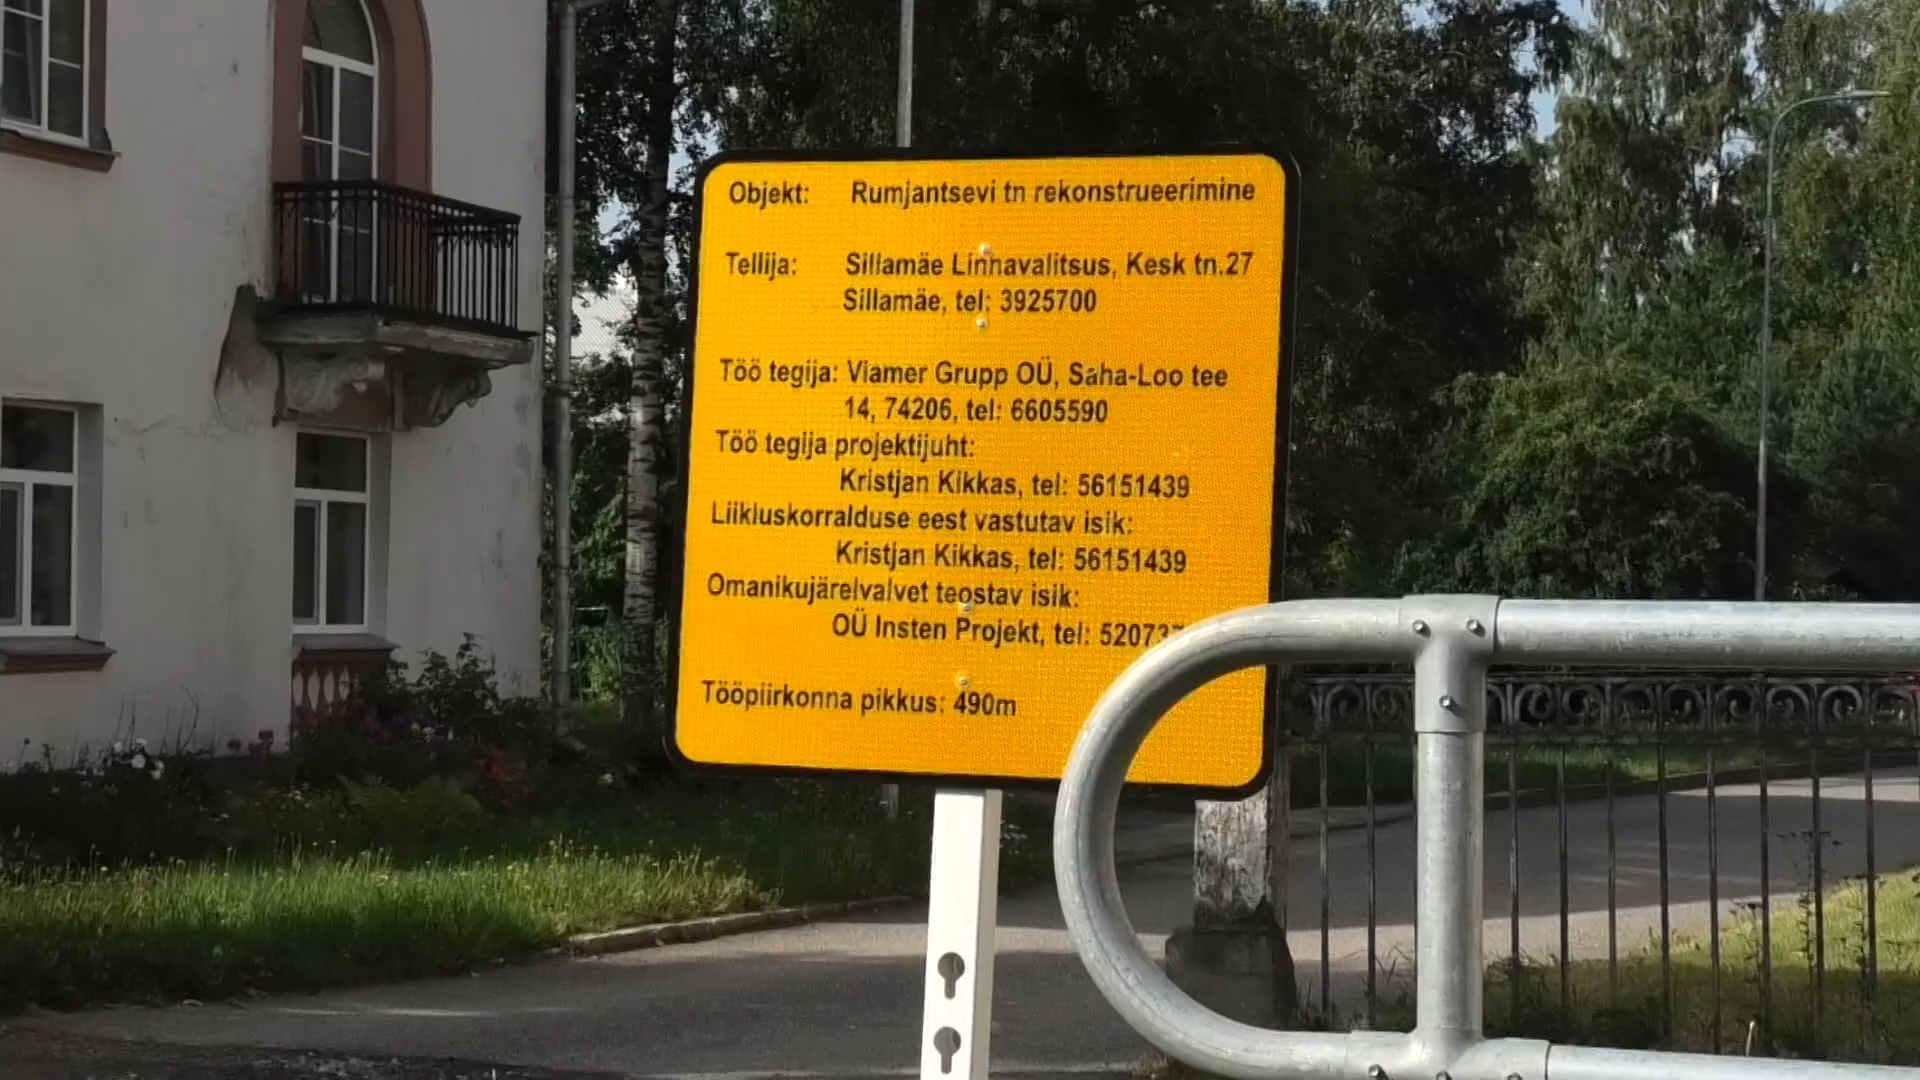 Objekt: Rumjantsevi tn rekonstrueerimine
Tellija: Sillamäe Linnavalitsus, Kesk tn.27
Sillamäe, tel: 3925700
Töö tegija: Viamer Grupp OÜ, Saha-Loo tee
14, 74206, tel: 6605590
Töö tegija projektijuht:
Kristjan Kikkas, tel: 56151439
Liikluskorralduse eest vastutav isik:
Kristjan Kikkas, tel: 56151439
Omanikujärelvalvet teostav isik:
OÜ Insten Projekt, tel:
Tööpiirkonna pikkus: 490m